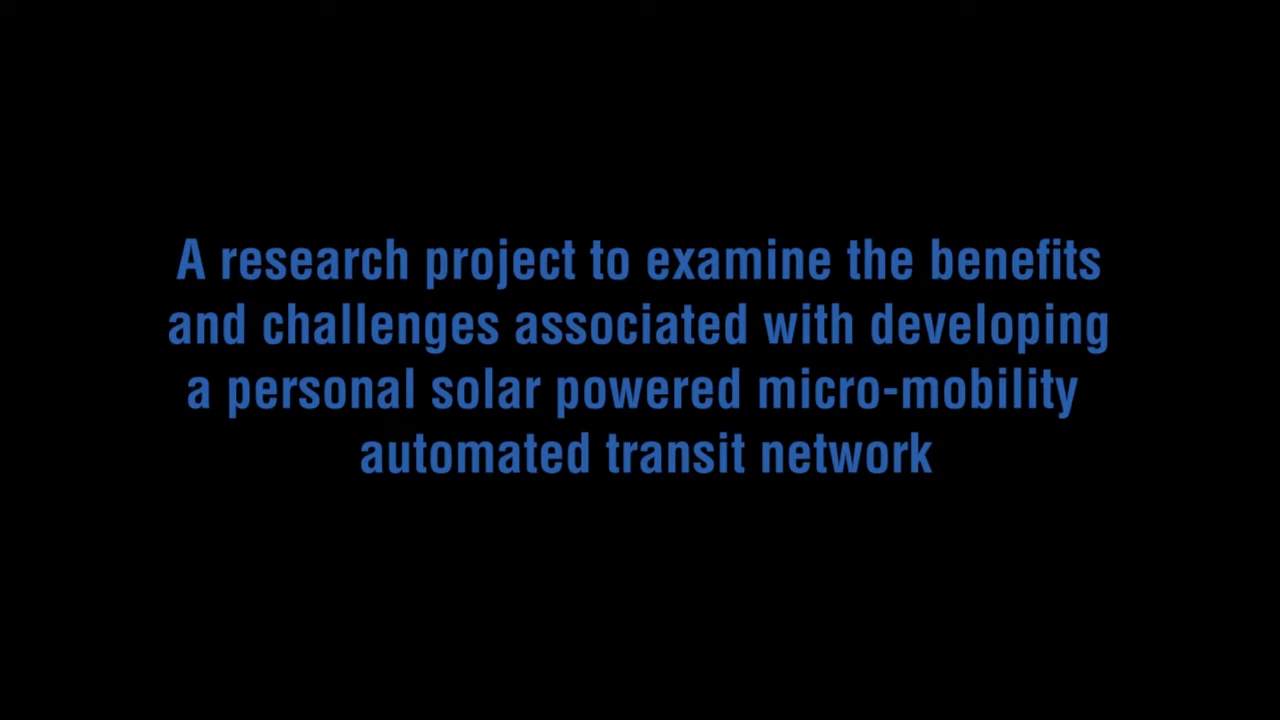 A research project to examine the benefits
and challenges associated with developing
a personal solar powered micro-mobility
automated transit network